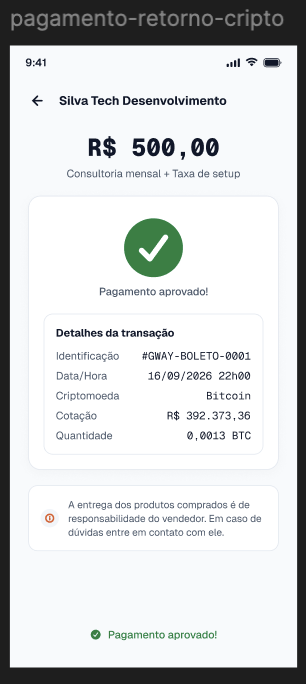 pagamento-retorno-cripto
9:41
Silva Tech Desenvolvimento
R$ 500,00
Consultoria mensal + Taxa de setup
Pagamento aprovado!
Detalhes da transação
Identificação #GWAY-BOLETO-0001
Data/Hora 16/09/2026 22h00
Criptomoeda Bitcoin
Cotação R$ 392.373,36
Quantidade 0,0013 BTC
A entrega dos produtos comprados é de
responsabilidade do vendedor. Em caso de
dúvidas entre em contato com ele.
Pagamento aprovado!